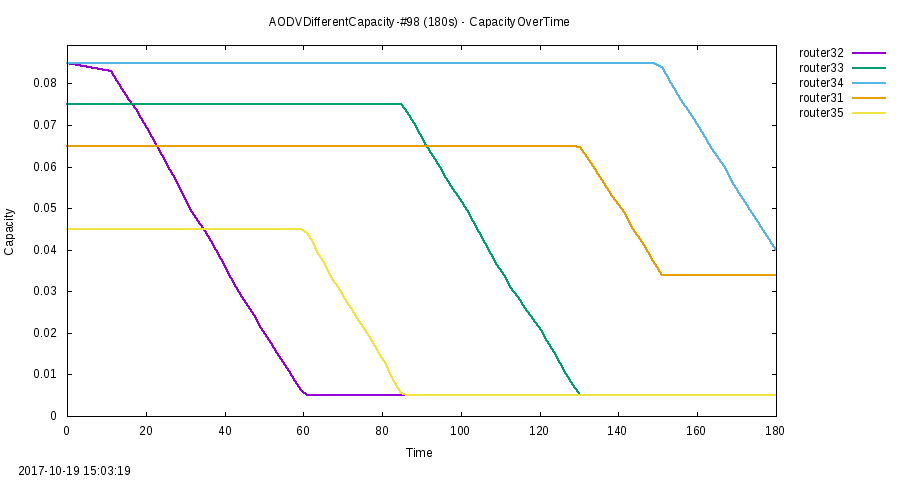 AODVDifferentCapacity-#98 (180s) - CapacityOverTime
router32
router33
router34
router31
router35
0.08
0.07
0.06
0.05
0.04
0.03
0.02
0.01
0
Capacity
0 20 40 60 80 100 120 140 160 180
Time
2017-10-19 15:03:19